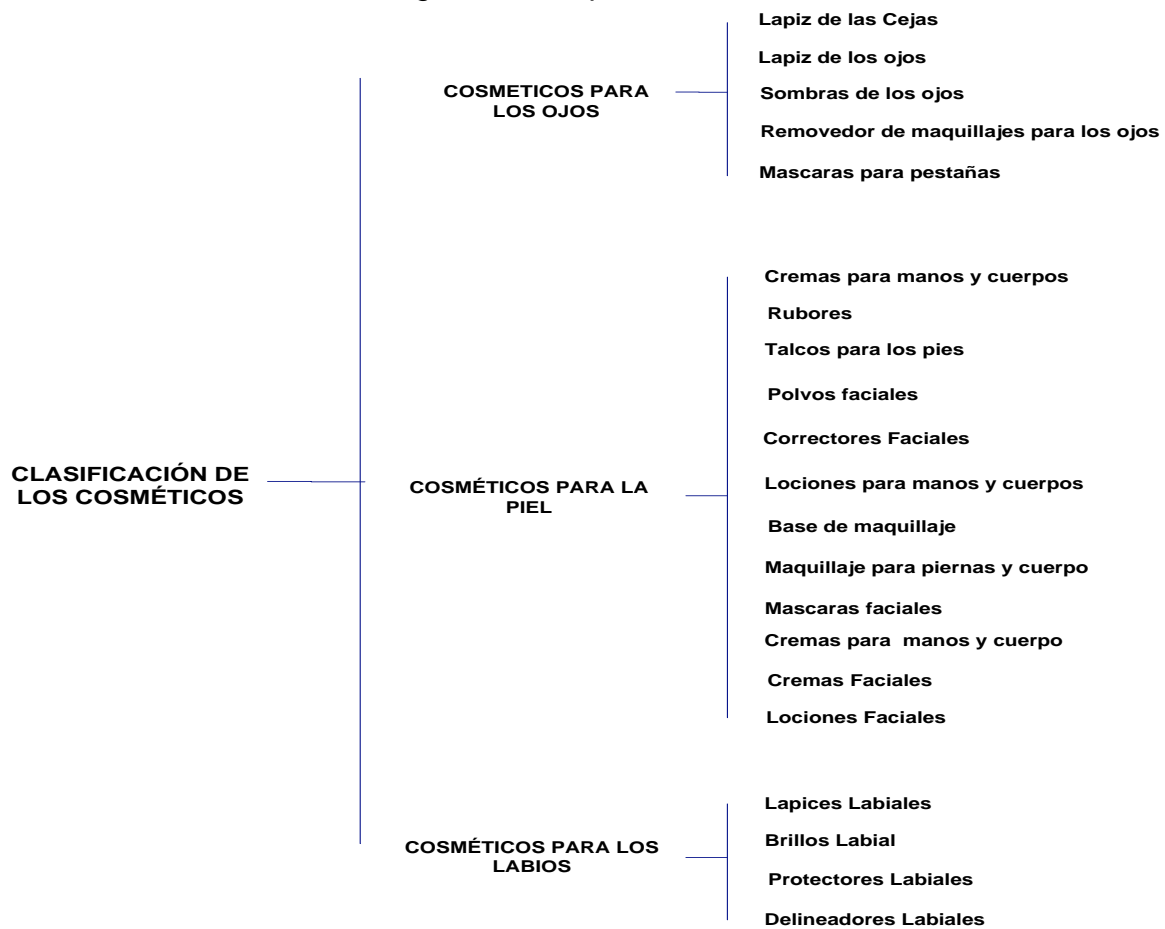 Lapiz de las Cejas
Lapiz de los ojos
COSMETICOS PARA
LOS OJOS
Sombras de los ojos
Removedor de maquillajes para los ojos
Mascaras para pestañas
Cremas para manos y cuerpos
Rubores
Talcos para los pies
Polvos faciales
Correctores Faciales
CLASIFICACIÓN DE
LOS COSMÉTICOS
COSMÉTICOS PARA LA
PIEL
Lociones para manos y cuerpos
Base de maquillaje
Maquillaje para piernas y cuerpo
Mascaras faciales
Cremas para manos y cuerpo
Cremas Faciales
Lociones Faciales
Lapices Labiales
Brillos Labial
COSMÉTICOS PARA LOS
LABIOS
Protectores Labiales
Delineadores Labiales